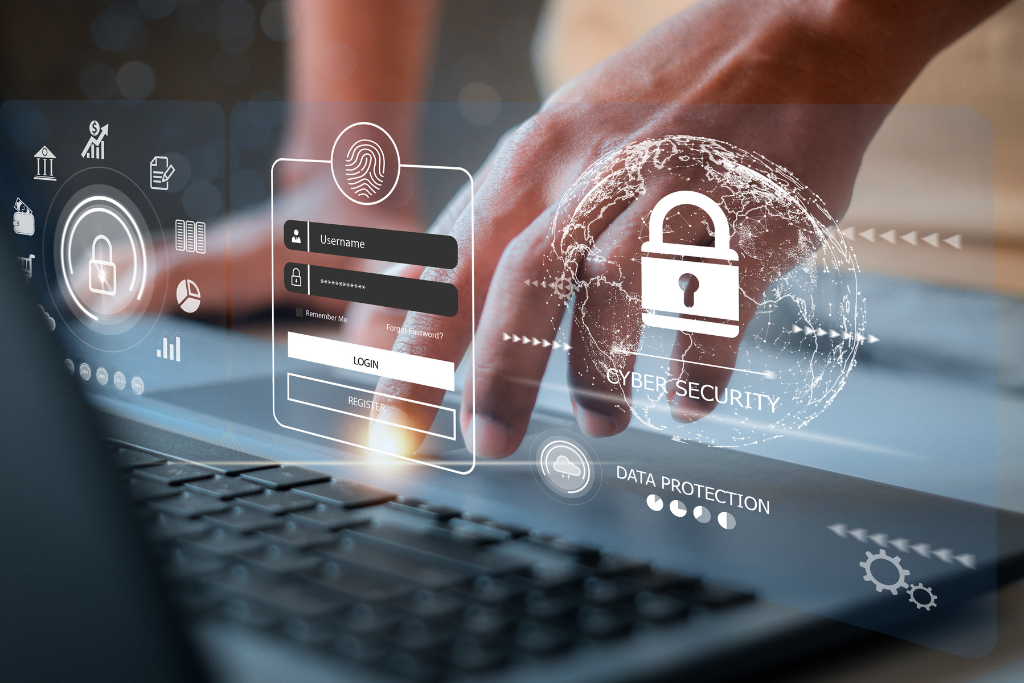 Username
************
Remember Me
Forgot Password?
LOGIN
REGISTER
CYBER SECURITY
DATA PROTECTION